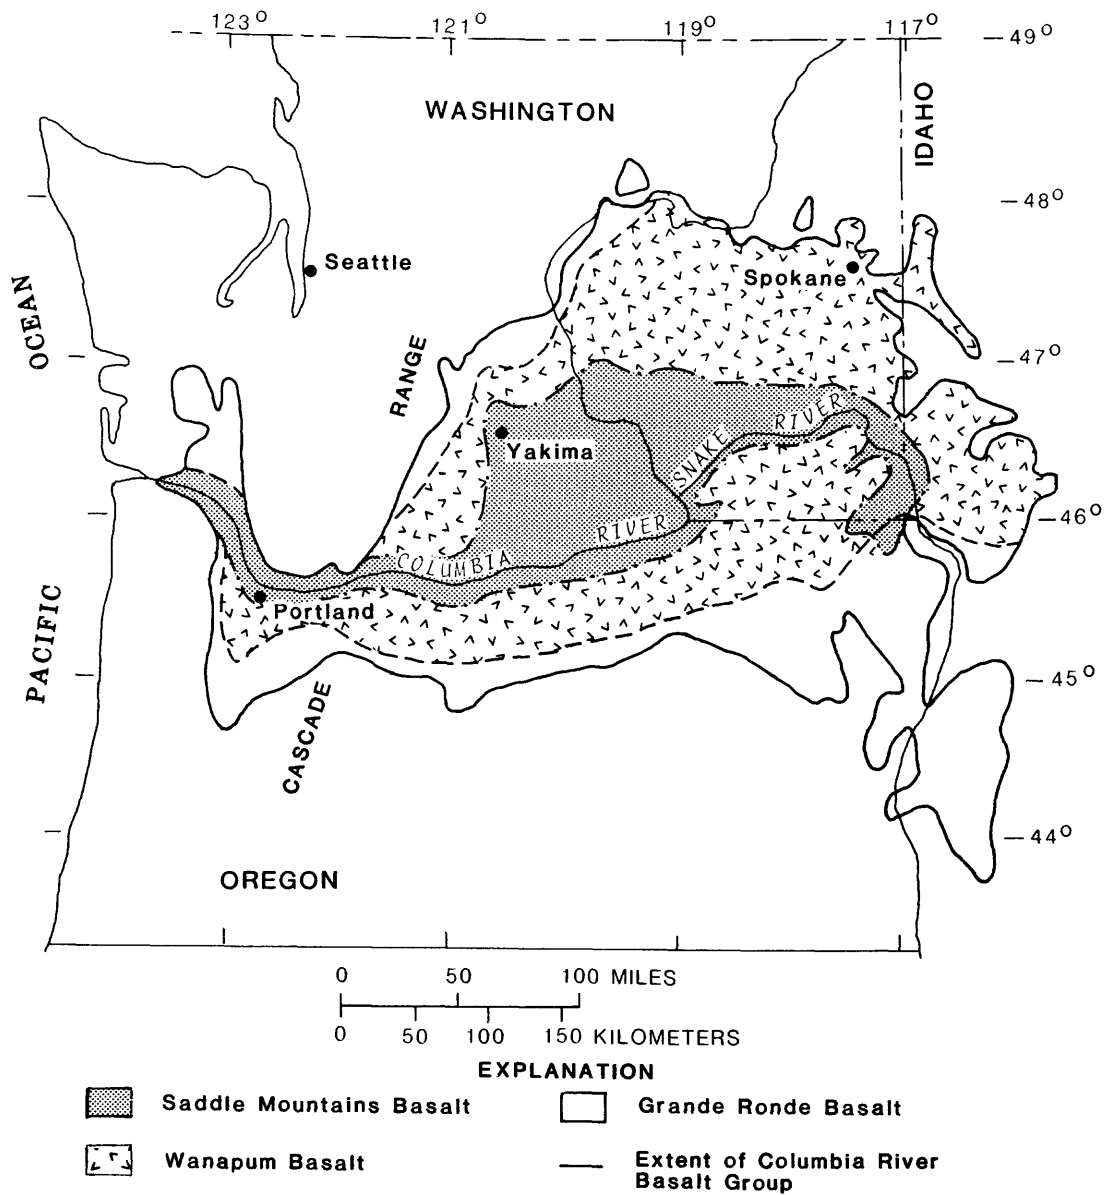 123° 121° 119° 117°
49°
WASHINGTON
IDAHO
48°
Seattle
Spokane
OCEAN
47°
RANGE
SNAKE RIVER
Yakima
46°
COLUMBIA RIVER
PACIFIC
Portland
45°
CASCADE
44°
OREGON
0 50 100 MILES
0 50 100 150 KILOMETERS
EXPLANATION
Saddle Mountains Basalt
Grande Ronde Basalt
Wanapum Basalt
Extent of Columbia River
Basalt Group